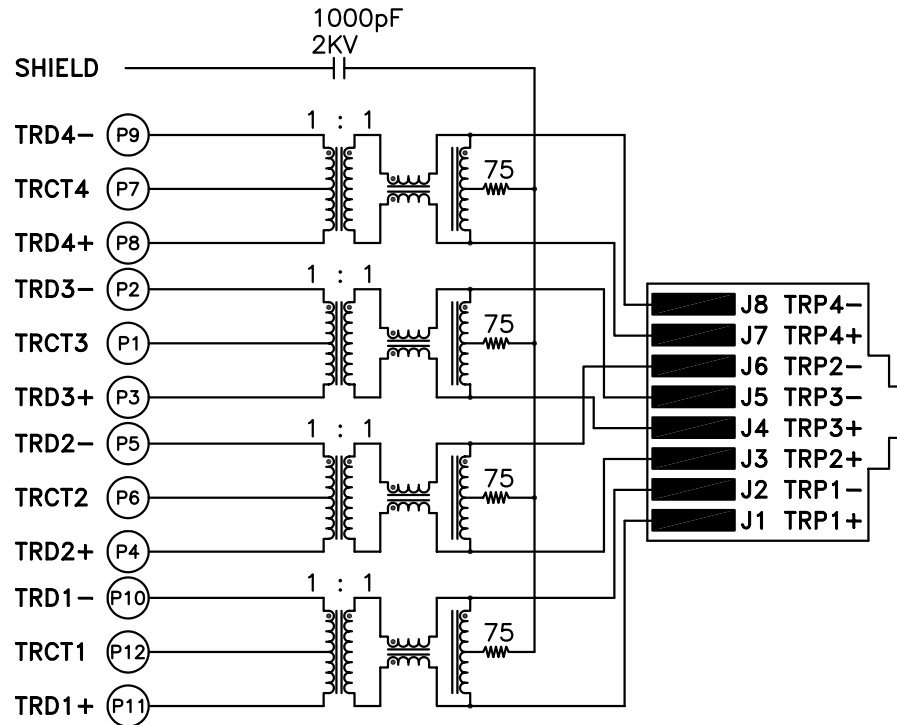 1000pF
2KV
SHIELD
1 : 1
TRD4- P9
75
TRCT4 P7
TRD4+ P8
1 : 1
TRD3- P2
75
TRCT3 P1
TRD3+ P3
1 : 1
TRD2- P5
75
TRCT2 P6
TRD2+ P4
1 : 1
TRD1- P10
75
TRCT1 P12
TRD1+ P11
J8 TRP4-
J7 TRP4+
J6 TRP2-
J5 TRP3-
J4 TRP3+
J3 TRP2+
J2 TRP1-
J1 TRP1+